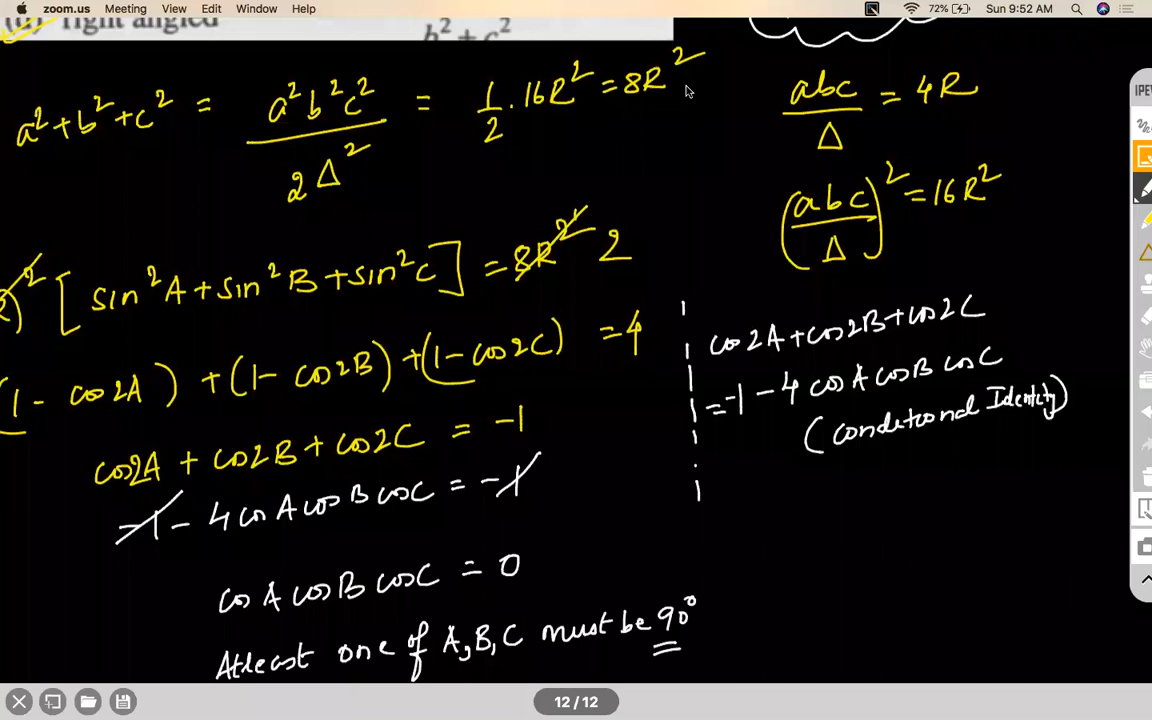 zoom.us Meeting View Edit Window Help 72% Sun 9:52 AM
(d) right angled
b² + c²
a²+b²+c² = a²b²c² / 2Δ² = 1/2 . 16R² = 8R²
abc / Δ = 4R
(abc / Δ)² = 16R²
IPE
² [sin²A + sin²B + sin²C] = 8R² 2
(1 - cos2A) + (1 - cos2B) + (1 - cos2C) = 4
cos2A + cos2B + cos2C = -1
-1 - 4 cosA cosB cosC = -1
cosA cosB cosC = 0
Atleast one of A, B, C must be 90°
cos2A + cos2B + cos2C
= -1 - 4 cosA cosB cosC
(Conditional Identity)
12 / 12